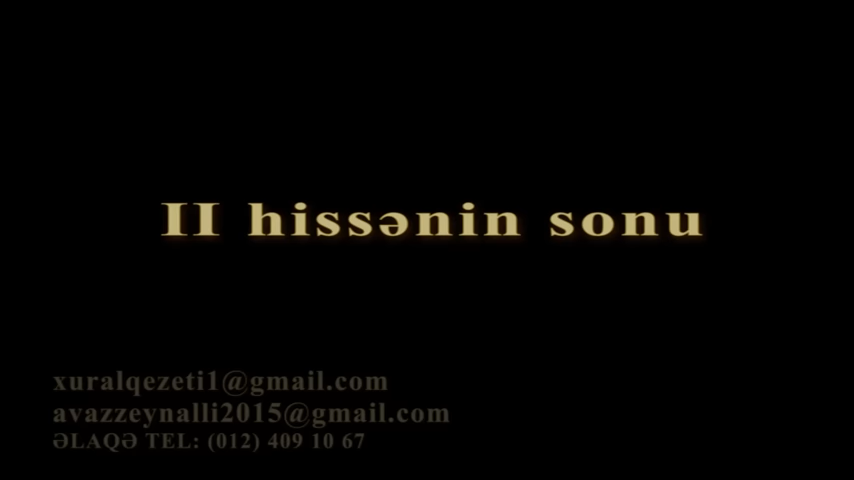 II hissənin sonu
xuralqezeti1@gmail.com
avazzeynalli2015@gmail.com
ƏLAQƏ TEL: (012) 409 10 67